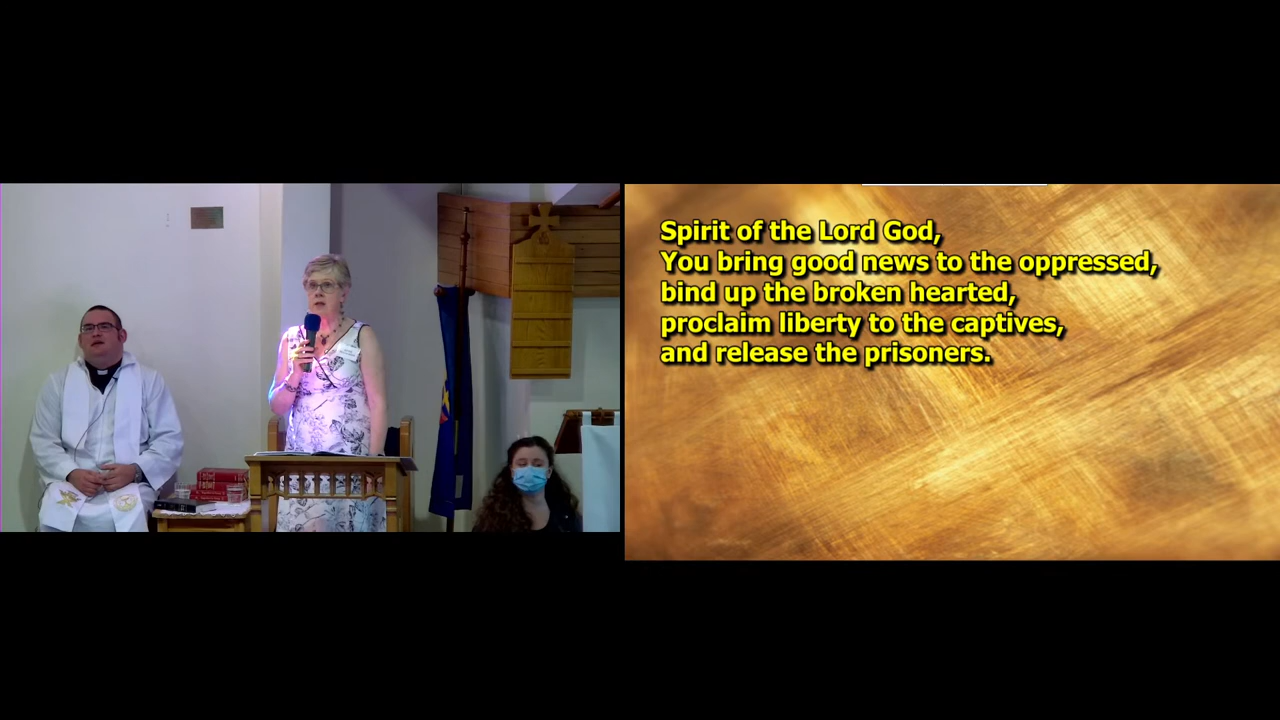 Spirit of the Lord God,
You bring good news to the oppressed,
bind up the broken hearted,
proclaim liberty to the captives,
and release the prisoners.